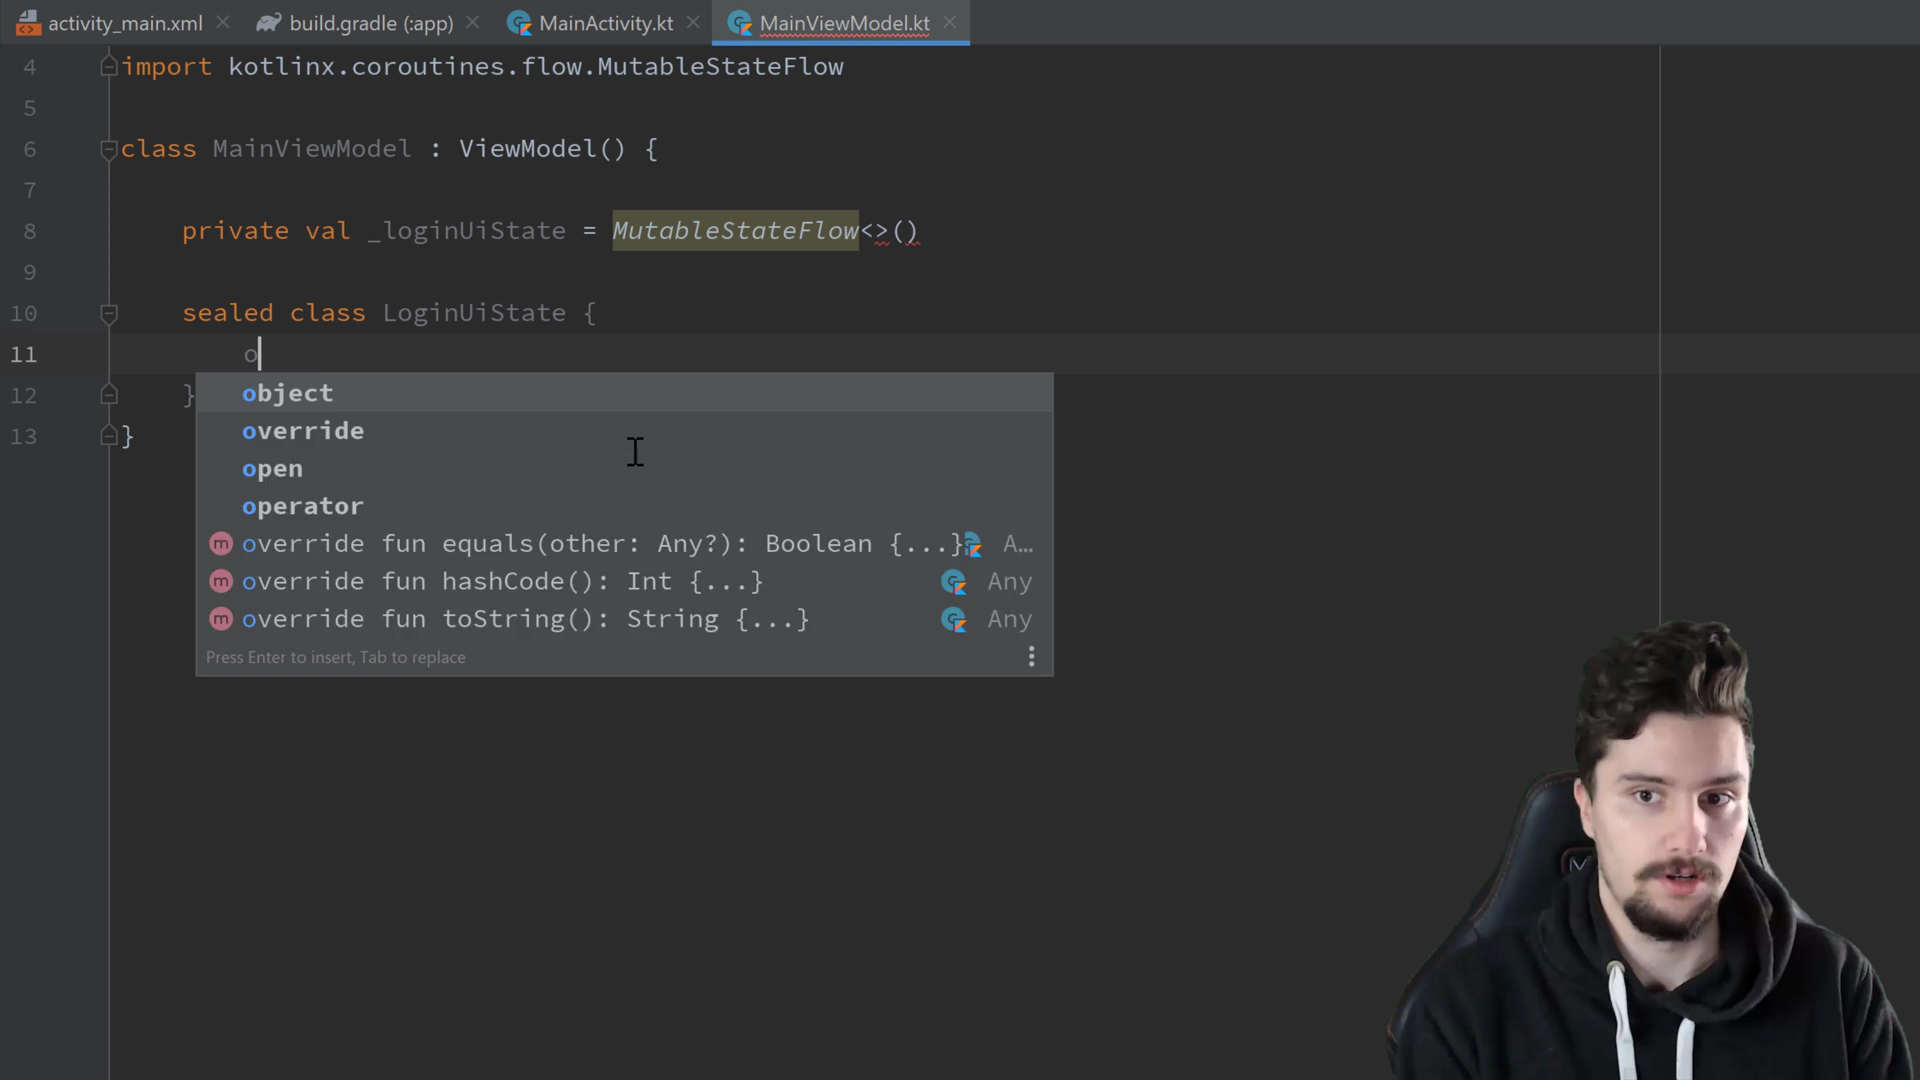 activity_main.xml build.gradle (:app) MainActivity.kt MainViewModel.kt
4 import kotlinx.coroutines.flow.MutableStateFlow
5
6 class MainViewModel : ViewModel() {
7
8 private val _loginUiState = MutableStateFlow<>()
9
10 sealed class LoginUiState {
11 o
12 }
13 }
object
override
open
operator
m override fun equals(other: Any?): Boolean {...} A...
m override fun hashCode(): Int {...} Any
m override fun toString(): String {...} Any
Press Enter to insert, Tab to replace